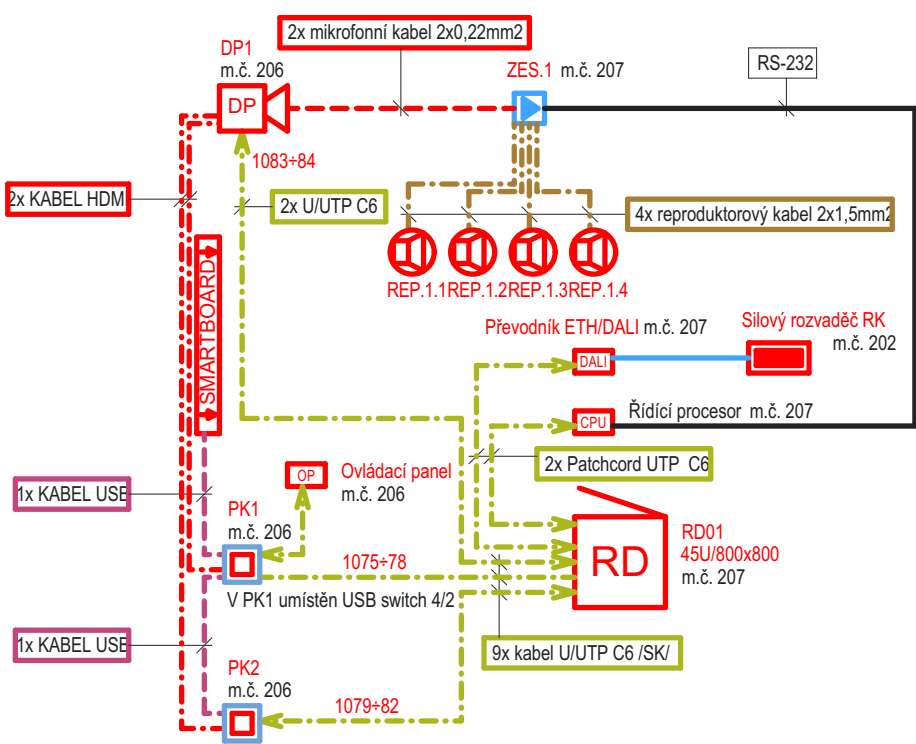 2x mikrofonní kabel 2x0,22mm2
DP1
m.č. 206
ZES.1 m.č. 207
RS-232
DP
1083÷84
2x KABEL HDM
2x U/UTP C6
4x reproduktorový kabel 2x1,5mm2
REP.1.1
REP.1.2
REP.1.3
REP.1.4
SMARTBOARD
Převodník ETH/DALI m.č. 207
Silový rozvaděč RK
m.č. 202
DALI
Řídící procesor m.č. 207
CPU
2x Patchcord UTP C6
OP
Ovládací panel
m.č. 206
1x KABEL USB
PK1
m.č. 206
RD
RD01
45U/800x800
m.č. 207
1075÷78
V PK1 umístěn USB switch 4/2
1x KABEL USB
9x kabel U/UTP C6 /SK/
PK2
m.č. 206
1079÷82